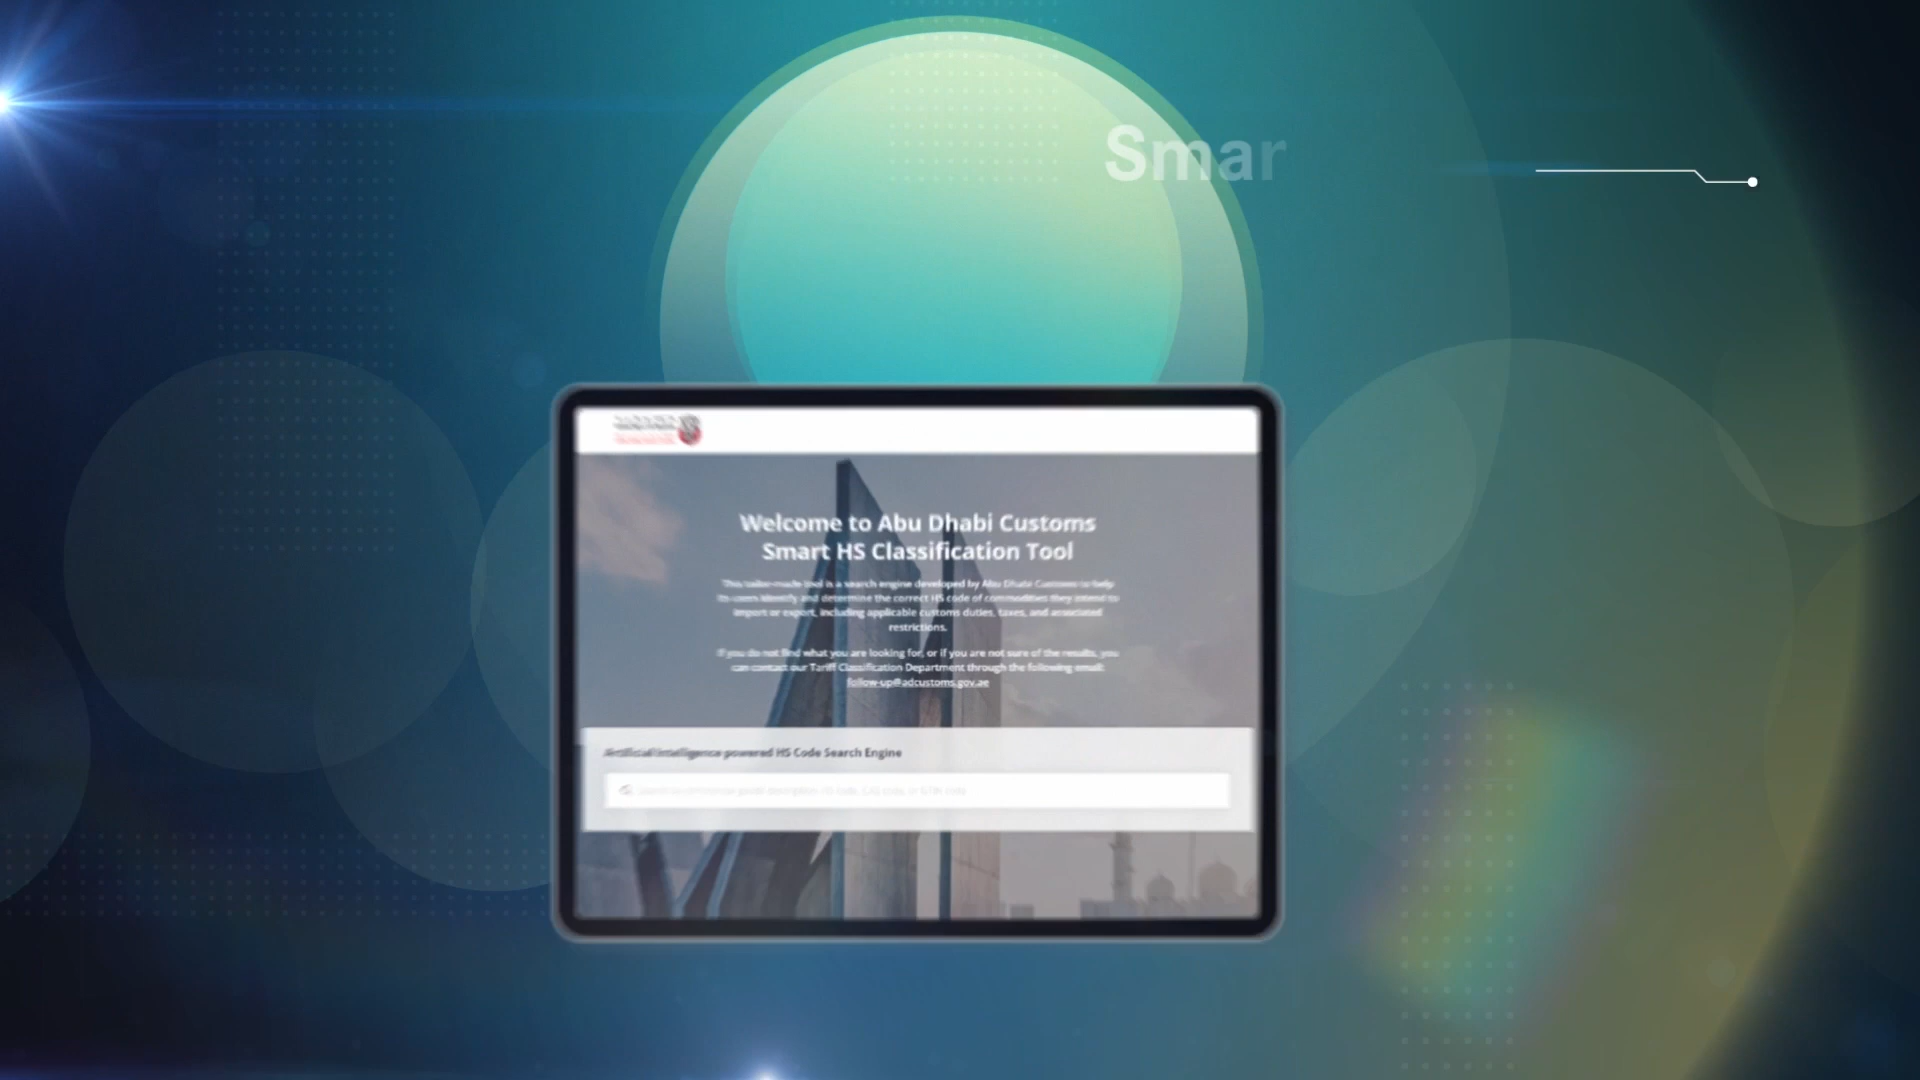 Smar
Welcome to Abu Dhabi Customs
Smart HS Classification Tool
This tailor-made tool is a search engine developed by Abu Dhabi Customs to help
its users identify and determine the correct HS code of commodities they intend to
import or export, including applicable customs duties, taxes, and associated
restrictions.
If you do not find what you are looking for, or if you are not sure of the results, you
can contact our Tariff Classification Department through the following email:
follow-up@adcustoms.gov.ae
Artificial Intelligence powered HS Code Search Engine